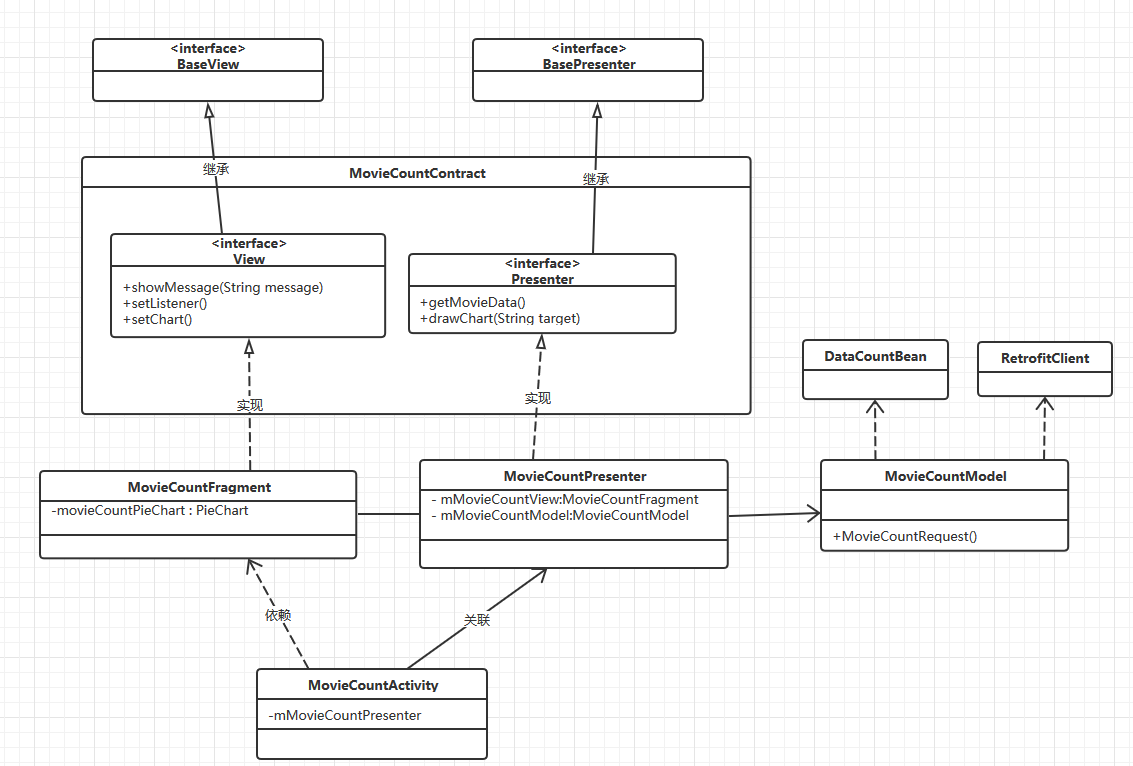 <interface>
BaseView
<interface>
BasePresenter
继承
MovieCountContract
继承
<interface>
View
+showMessage(String message)
+setListener()
+setChart()
<interface>
Presenter
+getMovieData()
+drawChart(String target)
DataCountBean
RetrofitClient
实现
实现
MovieCountFragment
-movieCountPieChart : PieChart
MovieCountPresenter
- mMovieCountView:MovieCountFragment
- mMovieCountModel:MovieCountModel
MovieCountModel
+MovieCountRequest()
依赖
关联
MovieCountActivity
-mMovieCountPresenter